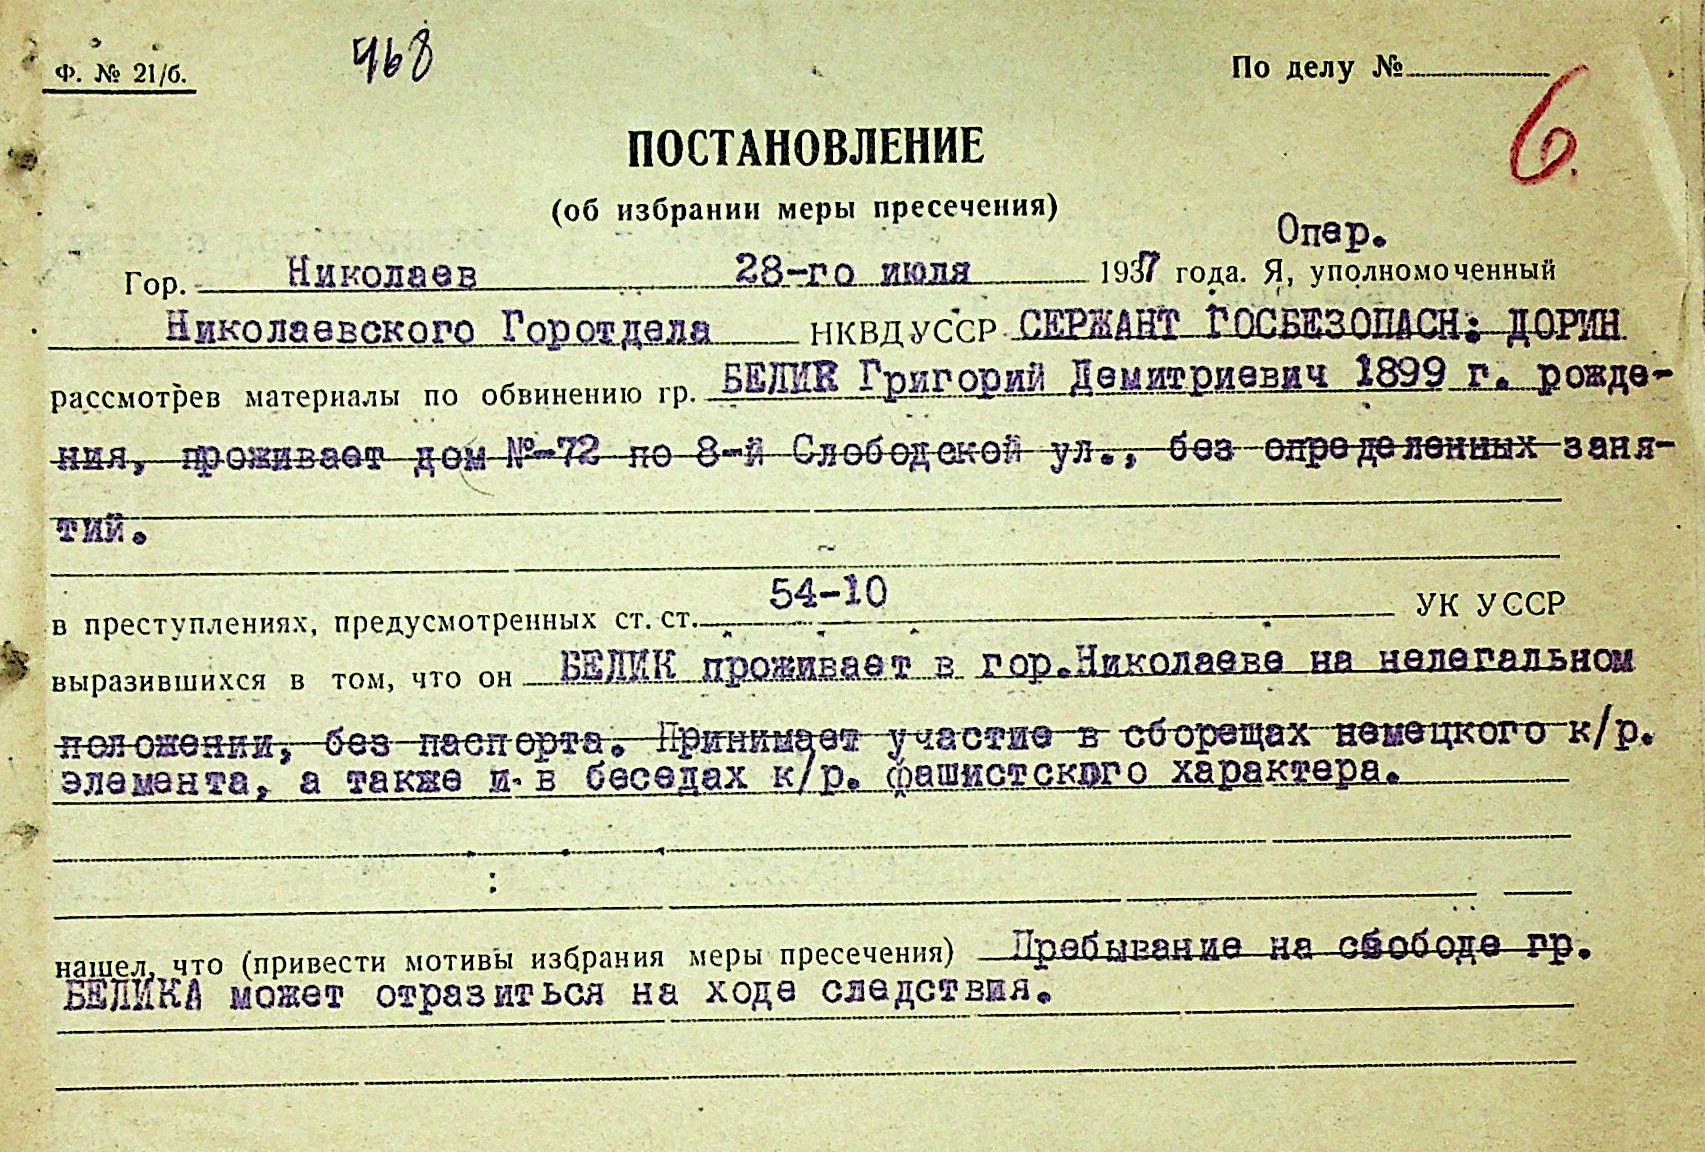 Ф. № 21/б.
468
По делу №
6.
ПОСТАНОВЛЕНИЕ
(об избрании меры пресечения)
Опер.
Гор. Николаев 28-го июля 1937 года. Я, уполномоченный
Николаевского Горотдела НКВД УССР СЕРЖАНТ ГОСБЕЗОПАСН: ДОРИН
рассмотрев материалы по обвинению гр. БЕЛИК Григорий Демитриевич 1899 г. рожде-
ния, проживает дом №-72 по 8-й Слободской ул., без определенных заня-
тий.
54-10
в преступлениях, предусмотренных ст. ст. УК УССР
выразившихся в том, что он БЕЛИК проживает в гор.Николаеве на нелегальном
положении, без паспорта. Принимает участие в сборещах немецкого к/р.
элемента, а также и в беседах к/р. фашистского характера.
нашел, что (привести мотивы избрания меры пресечения) Пребывание на свободе гр.
БЕЛИКА может отразиться на ходе следствия.